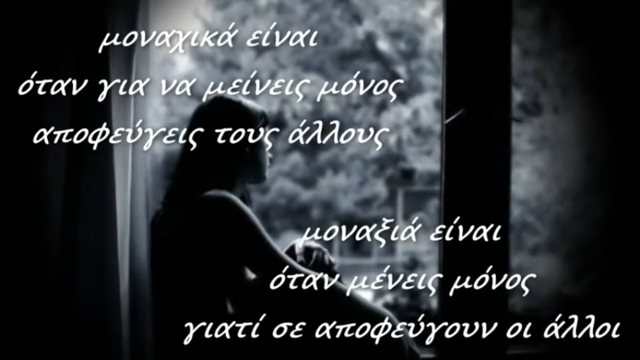 μοναχικά είναι
όταν για να μείνεις μόνος
αποφεύγεις τους άλλους
μοναξιά είναι
όταν μένεις μόνος
γιατί σε αποφεύγουν οι άλλοι